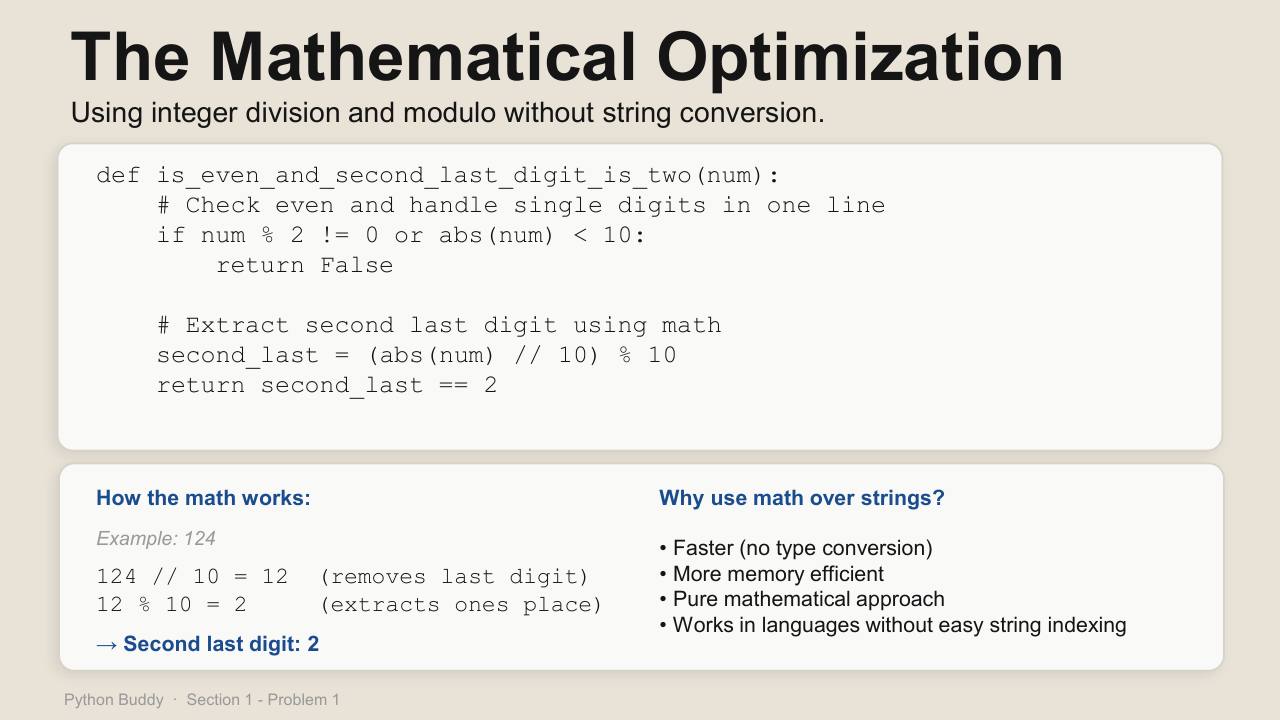 The Mathematical Optimization
Using integer division and modulo without string conversion.
def is_even_and_second_last_digit_is_two(num):
    # Check even and handle single digits in one line
    if num % 2 != 0 or abs(num) < 10:
        return False
    # Extract second last digit using math
    second_last = (abs(num) // 10) % 10
    return second_last == 2
How the math works:
Example: 124
124 // 10 = 12  (removes last digit)
12 % 10 = 2     (extracts ones place)
→ Second last digit: 2
Why use math over strings?
• Faster (no type conversion)
• More memory efficient
• Pure mathematical approach
• Works in languages without easy string indexing
Python Buddy · Section 1 - Problem 1